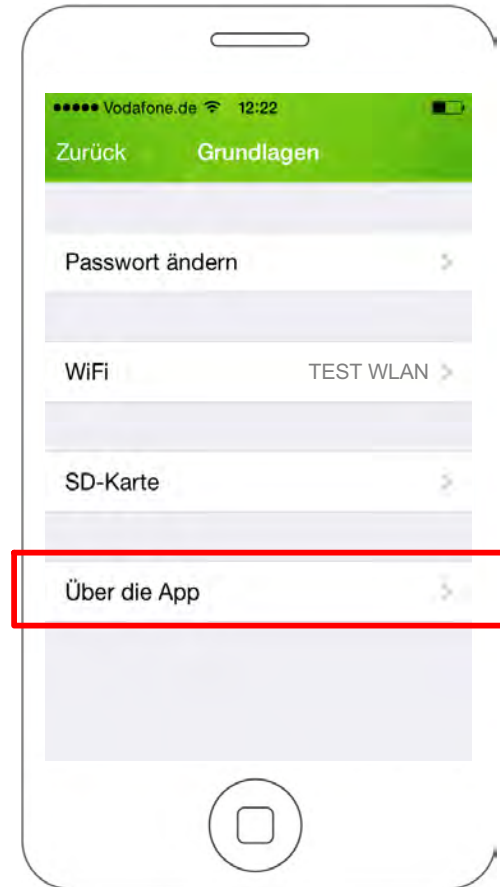 Vodafone.de 12:22
Zurück Grundlagen
Passwort ändern
WiFi TEST WLAN
SD-Karte
Über die App